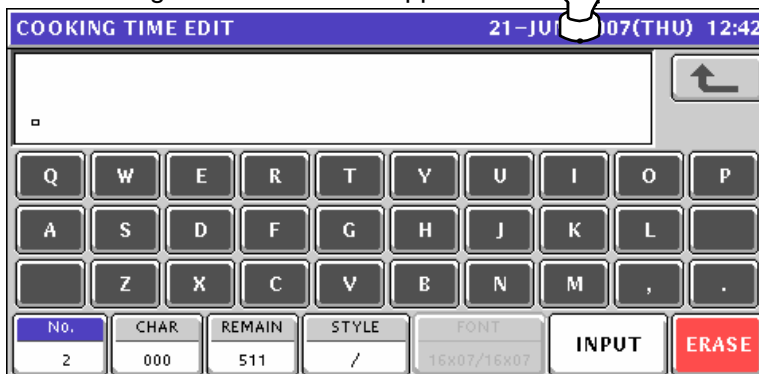 COOKING TIME EDIT 21-JU 007(THU) 12:42
Q W E R T Y U I O P
A S D F G H J K L
Z X C V B N M , .
No. CHAR REMAIN STYLE FONT
2 000 511 / 16x07/16x07
INPUT ERASE